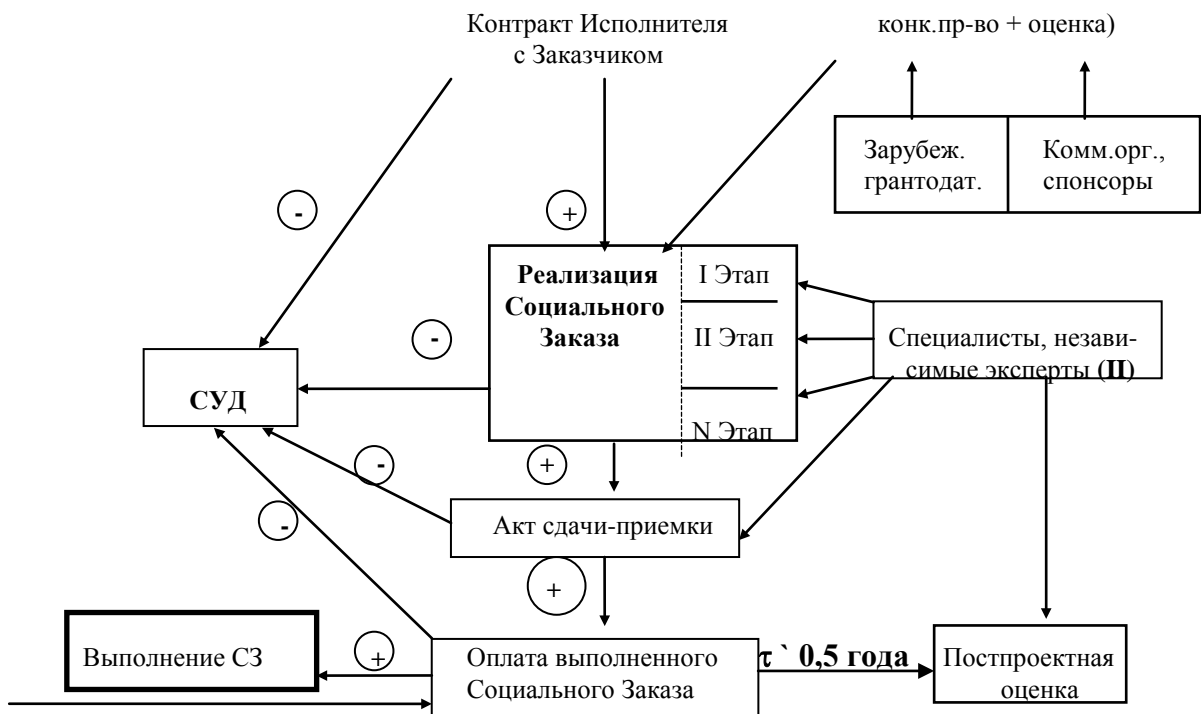 Контракт Исполнителя
с Заказчиком
конк.пр-во + оценка)
Зарубеж.
грантодат.
Комм.орг.,
спонсоры
-
+
Реализация
Социального
Заказа
I Этап
II Этап
N Этап
-
Специалисты, незави-
симые эксперты (II)
СУД
-
+
-
Акт сдачи-приемки
+
Выполнение СЗ
+
Оплата выполненного
Социального Заказа
τ ` 0,5 года
Постпроектная
оценка